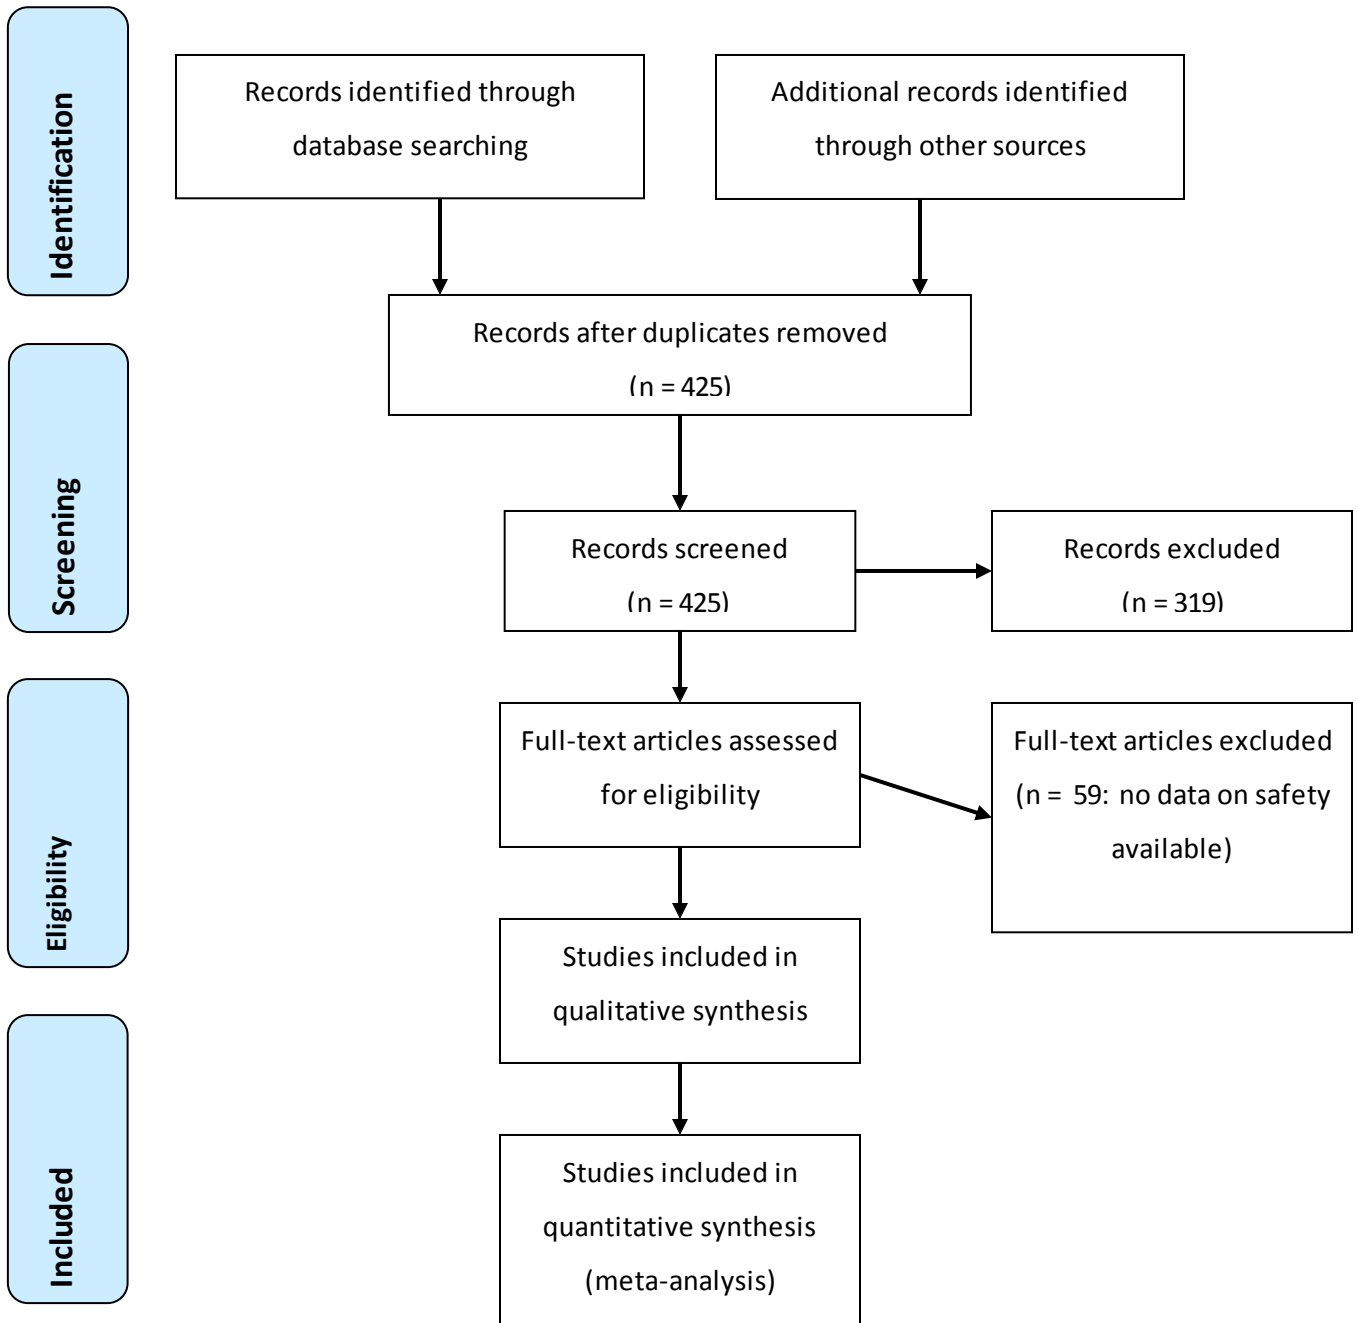 Identification
Records identified through
database searching
Additional records identified
through other sources
Records after duplicates removed
(n = 425)
Screening
Records screened
(n = 425)
Records excluded
(n = 319)
Eligibility
Full-text articles assessed
for eligibility
Full-text articles excluded
(n = 59: no data on safety
available)
Studies included in
qualitative synthesis
Included
Studies included in
quantitative synthesis
(meta-analysis)